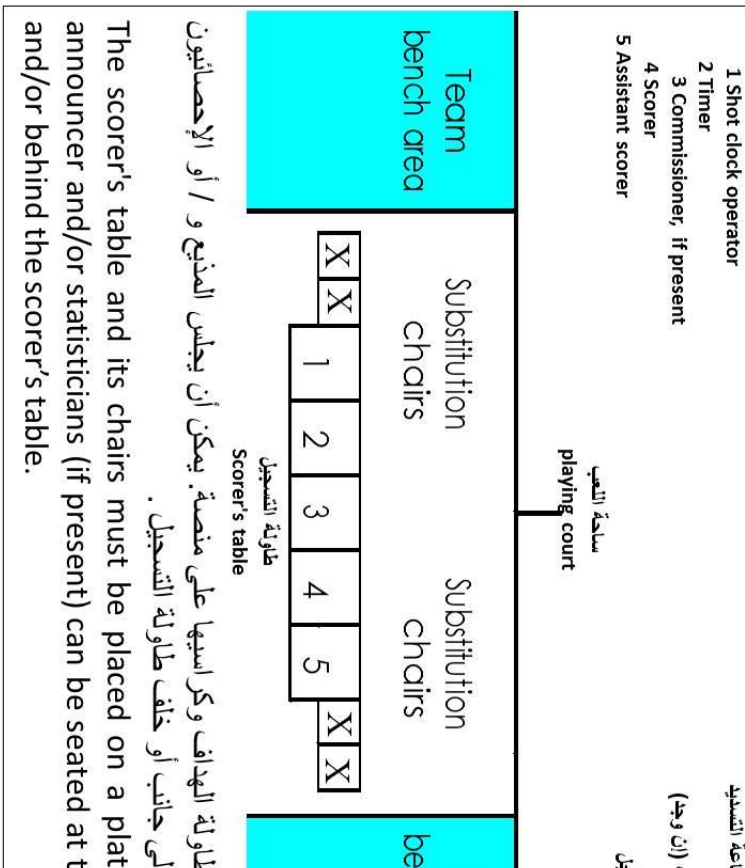 1 Shot clock operator
2 Timer
3 Commissioner, if present
4 Scorer
5 Assistant scorer
ساعة التسديد
(إن وجد)
ساحة اللعب
playing court
Team
bench area
Substitution
chairs
Substitution
chairs
be
X X 1 2 3 4 5 X X
طاولة التسجيل
Scorer's table
طاولة الهداف وكراسيها على منصة. يمكن أن يجلس المذيع و / أو الإحصائيون
لى جانب أو خلف طاولة التسجيل .
The scorer's table and its chairs must be placed on a plat
announcer and/or statisticians (if present) can be seated at t
and/or behind the scorer's table.